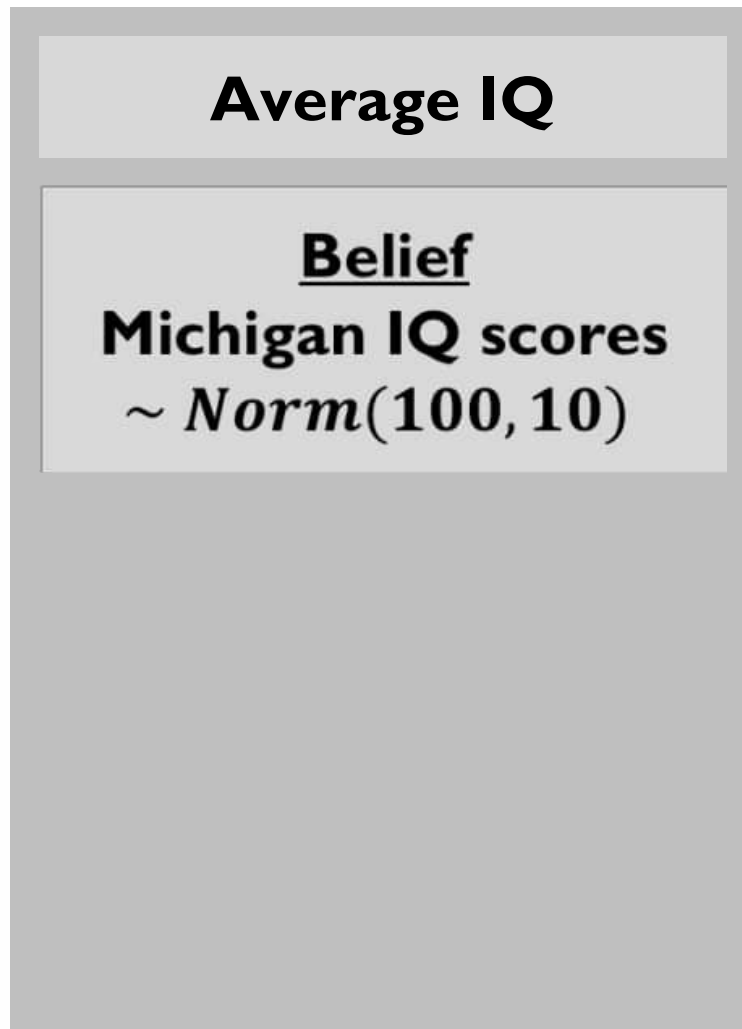 Average IQ
Belief
Michigan IQ scores
~ Norm(100, 10)